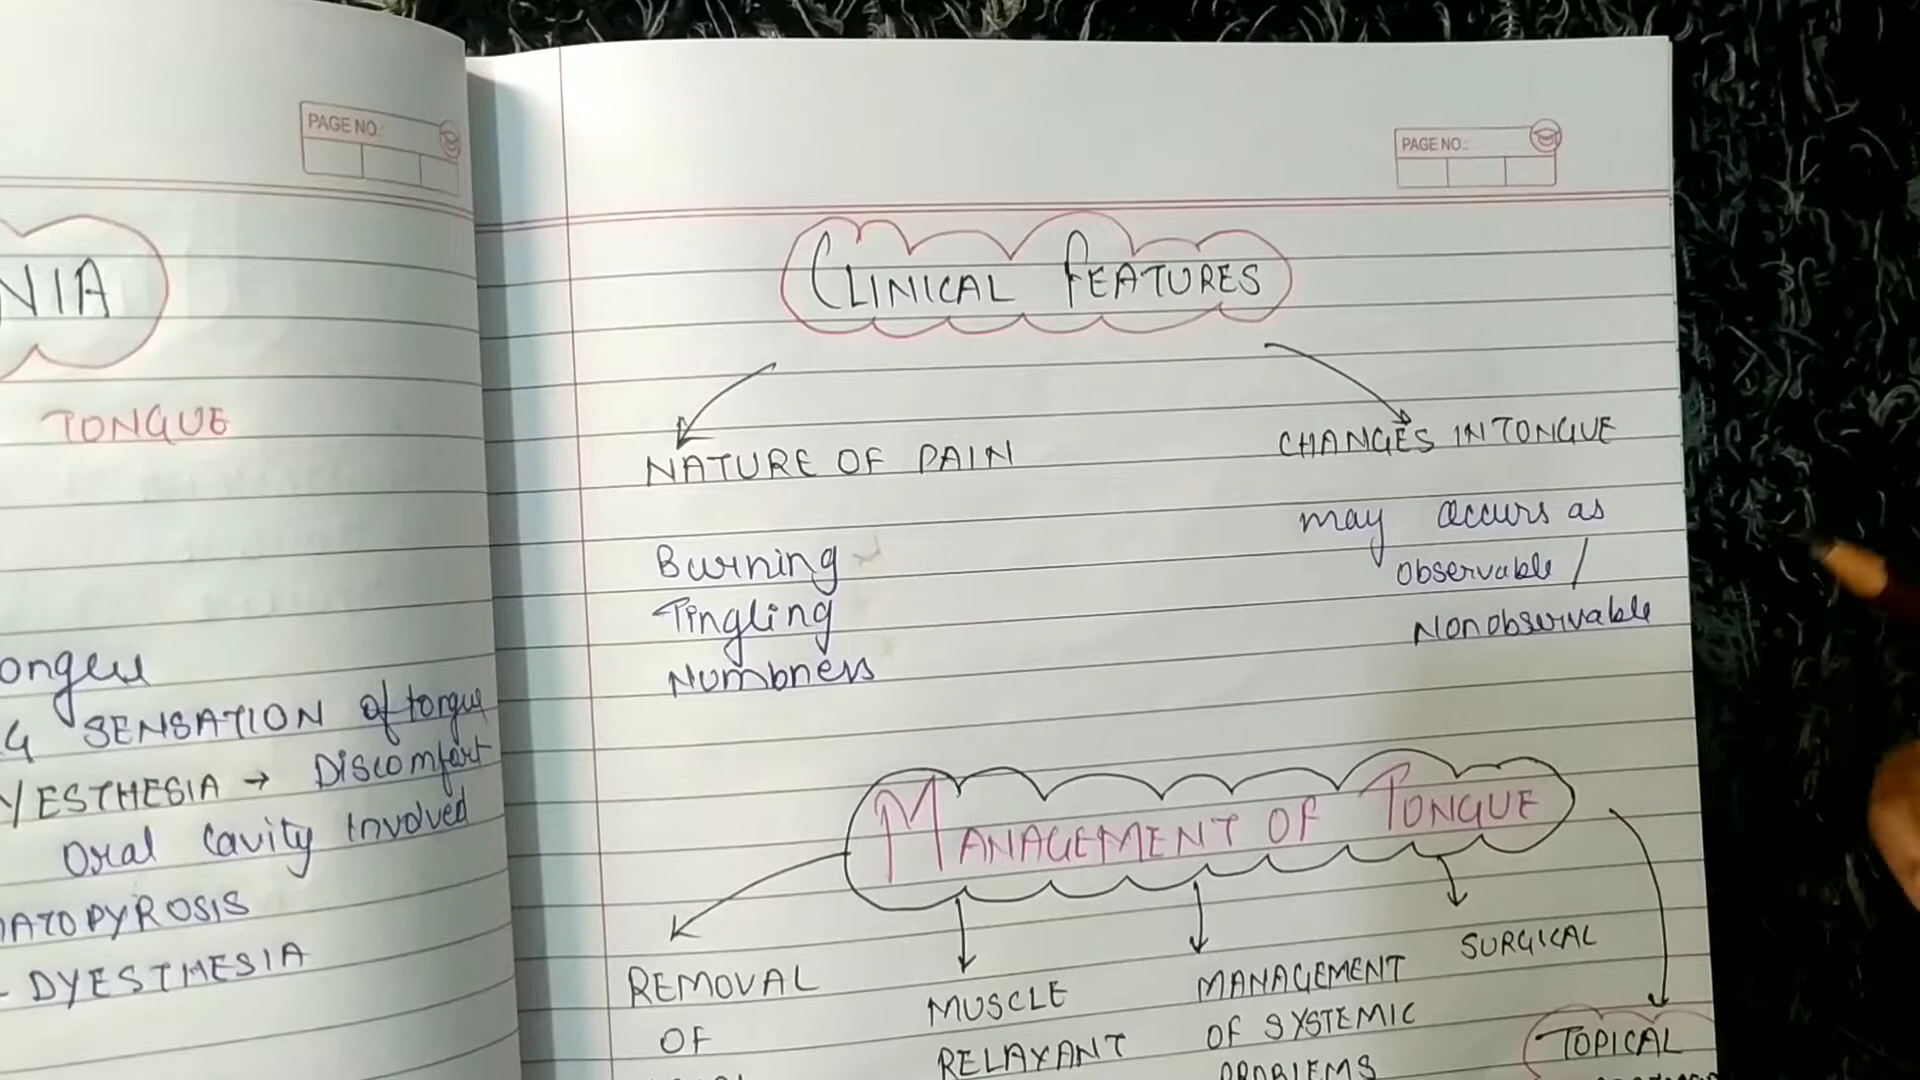 PAGE NO.:
NIA
TONGUE
SENSATION of tongue
ESTHESIA → Discomfort
Oral Cavity Involved
DYESTHESIA
PAGE NO.:
CLINICAL FEATURES
NATURE OF PAIN
Burning
Tingling
Numbness
CHANGES IN TONGUE
may occurs as
observable /
Nonobservable
MANAGEMENT OF TONGUE
REMOVAL
OF
MUSCLE
RELAXANT
MANAGEMENT
OF SYSTEMIC
PROBLEMS
SURGICAL
TOPICAL